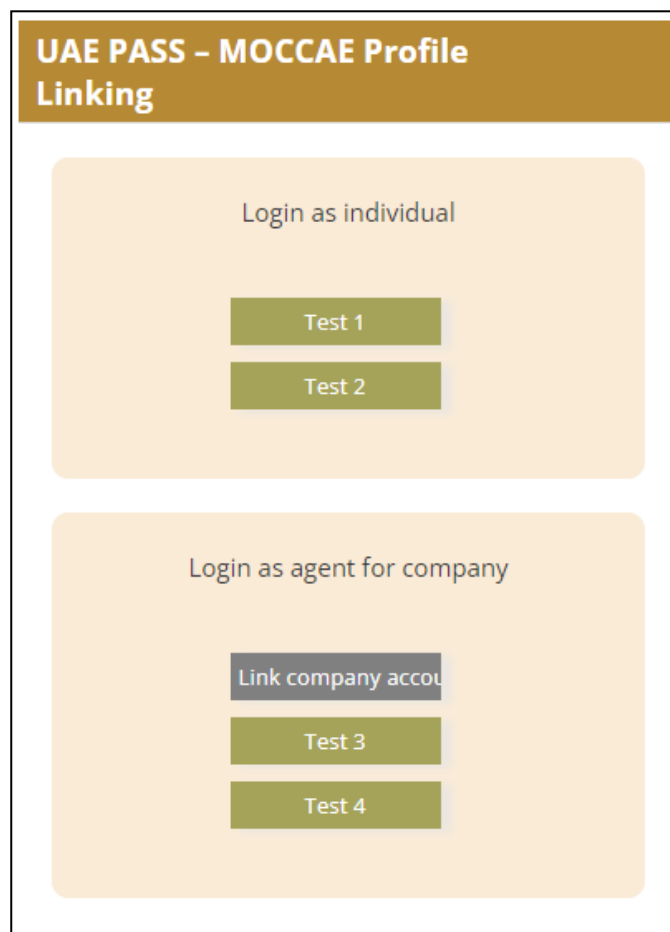 UAE PASS – MOCCAE Profile
Linking
Login as individual
Test 1
Test 2
Login as agent for company
Link company accou
Test 3
Test 4